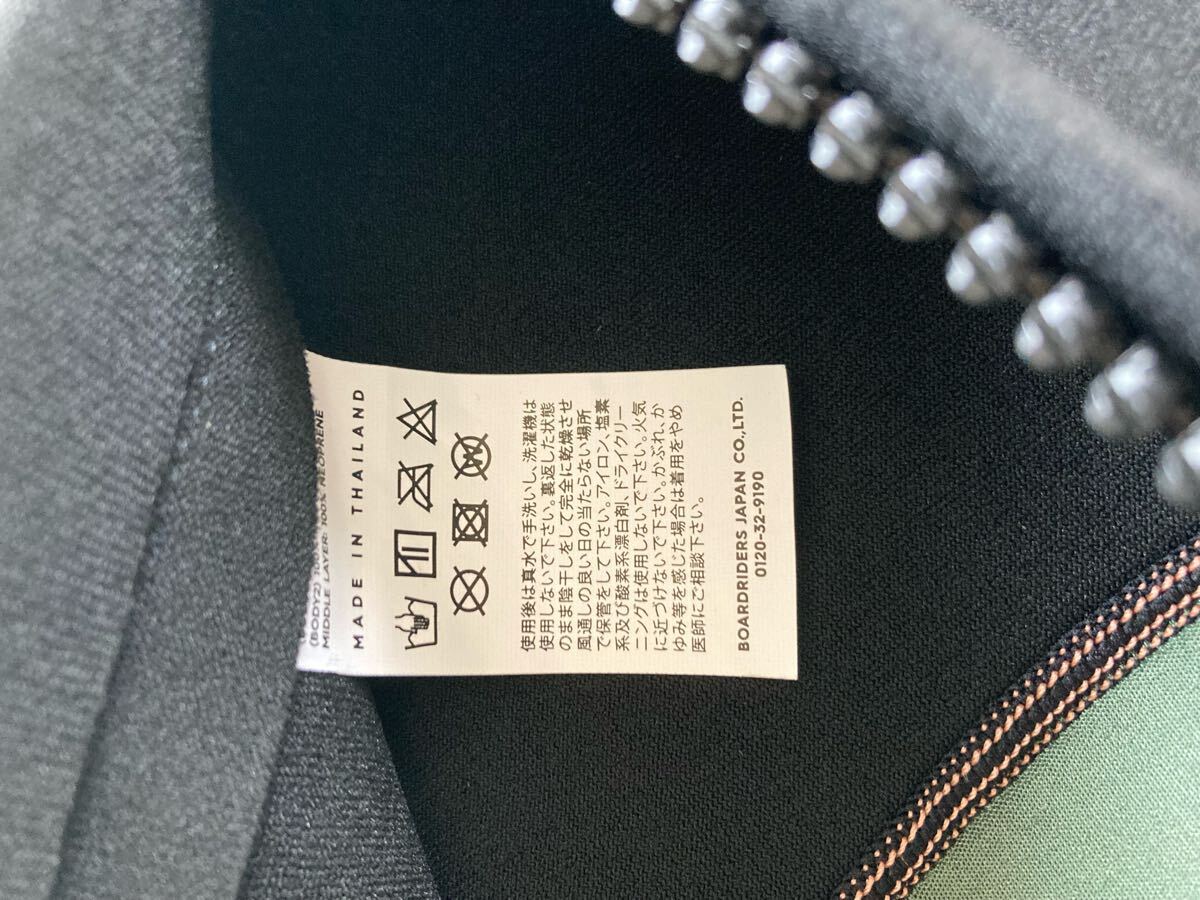 (BODY2) 100%
MIDDLE LAYER: 100% NEOPRENE
MADE IN THAILAND
使用後は真水で手洗いし、洗濯機は
使用しないで下さい。裏返した状態
のまま陰干しをして完全に乾燥させ
風通しの良い日の当たらない場所
で保管をして下さい。アイロン、塩素
系及び酸素系漂白剤、ドライクリー
ニングは使用しないで下さい。火気
に近づけないで下さい。かぶれ、か
ゆみ等を感じた場合は着用をやめ
医師にご相談下さい。
BOARDRIDERS JAPAN CO.,LTD.
0120-32-9190